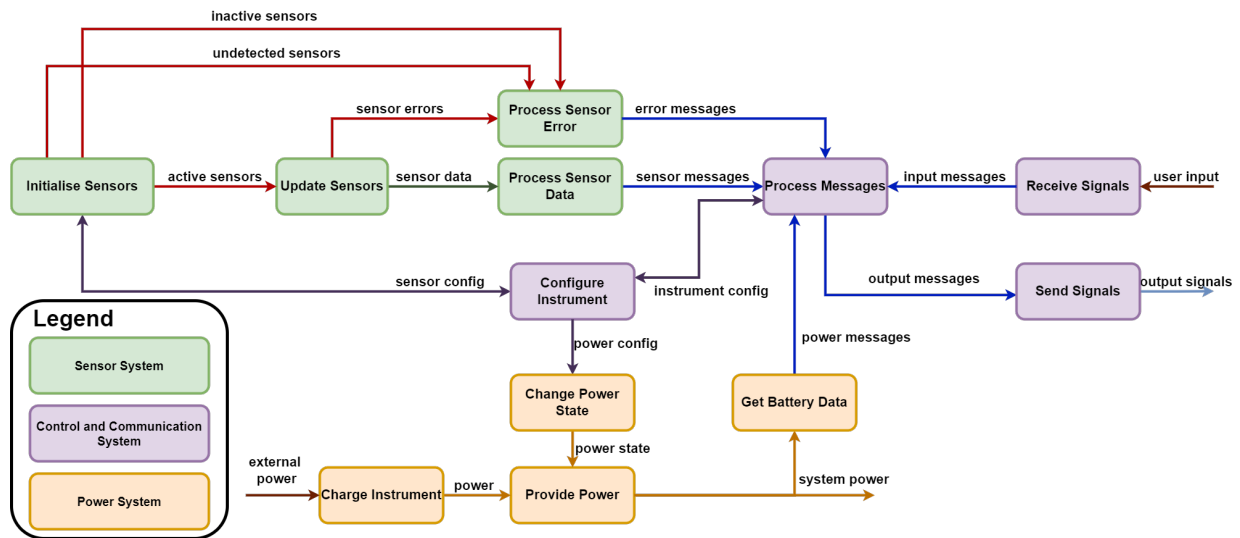 inactive sensors
undetected sensors
sensor errors
Process Sensor
Error
error messages
Initialise Sensors
active sensors
Update Sensors
sensor data
Process Sensor
Data
sensor messages
Process Messages
input messages
Receive Signals
user input
sensor config
Configure
Instrument
instrument config
output messages
Send Signals
output signals
Legend
Sensor System
Control and Communication
System
Power System
power config
power messages
Change Power
State
Get Battery Data
power state
external
power
Charge Instrument
power
Provide Power
system power